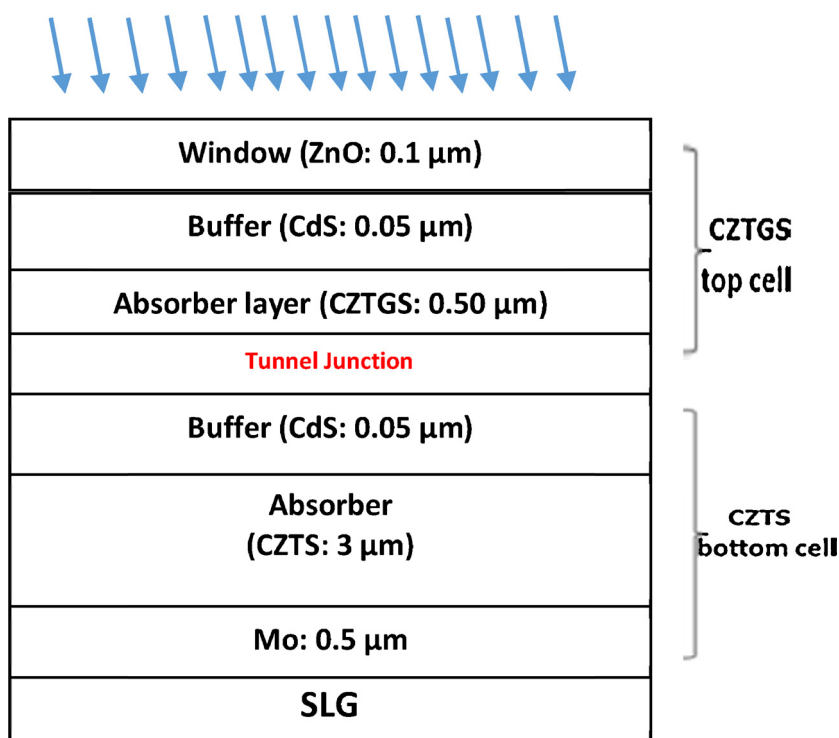 Window (ZnO: 0.1 µm)
Buffer (CdS: 0.05 µm)
Absorber layer (CZTGS: 0.50 µm)
Tunnel Junction
CZTGS
top cell
Buffer (CdS: 0.05 µm)
Absorber
(CZTS: 3 µm)
CZTS
bottom cell
Mo: 0.5 µm
SLG